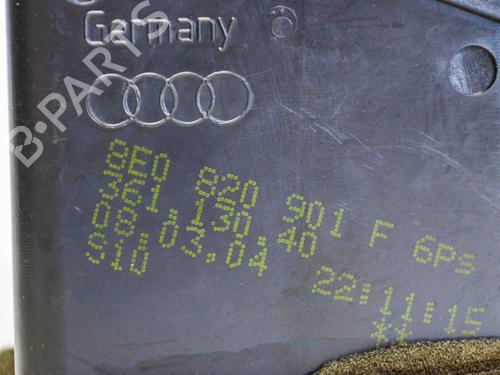 Germany
8E0 820 901 F 6PS
361.130.40
08.03.04 22:11:15
S10 **
B-PARTS